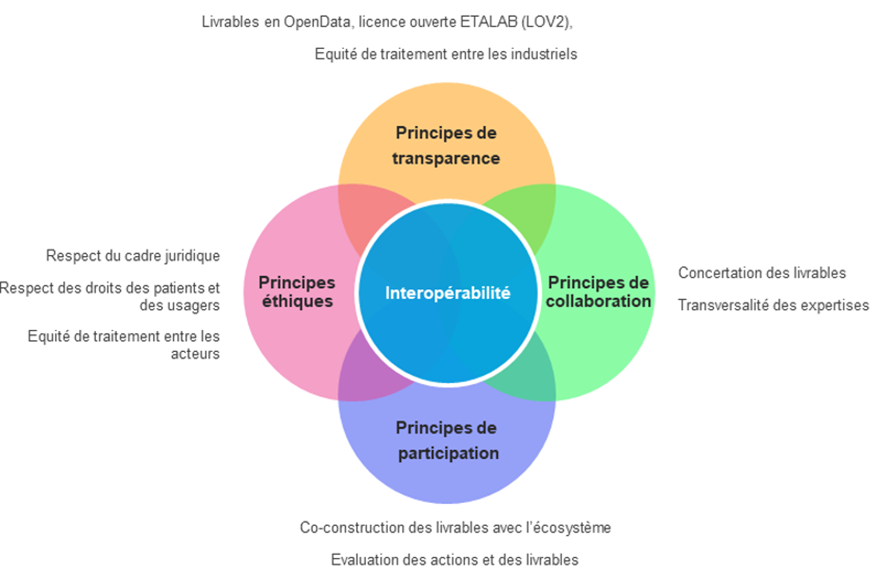 Livrables en OpenData, licence ouverte ETALAB (LOV2),
Equité de traitement entre les industriels
Principes de
transparence
Respect du cadre juridique
Respect des droits des patients et
des usagers
Equité de traitement entre les
acteurs
Principes
éthiques
Interopérabilité
Principes de
collaboration
Concertation des livrables
Transversalité des expertises
Principes de
participation
Co-construction des livrables avec l’écosystème
Evaluation des actions et des livrables